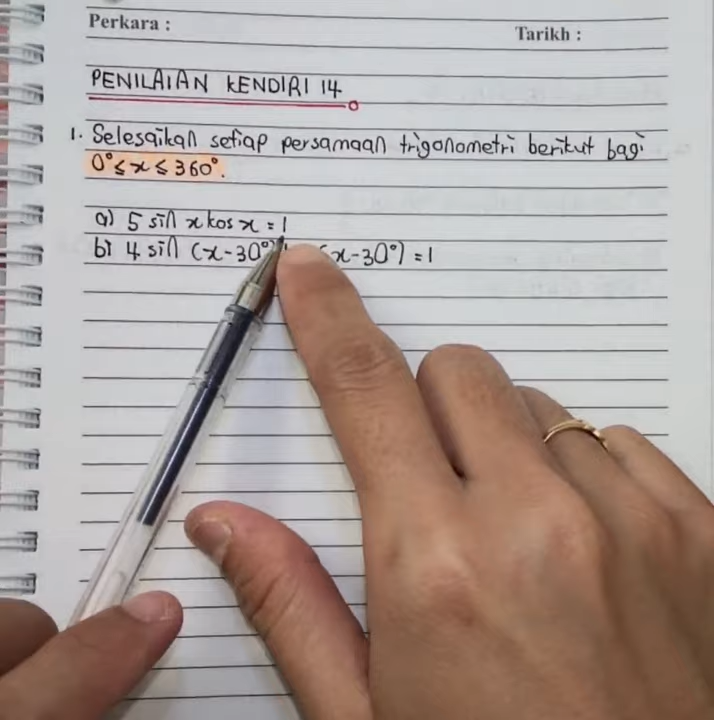 Perkara :
Tarikh :
PENILAIAN KENDIRI 14
1. Selesaikan setiap persamaan trigonometri berikut bagi
0° ≤ x ≤ 360°.
a) 5 sin x kos x = 1
b) 4 sin (x-30°) (x-30°) = 1